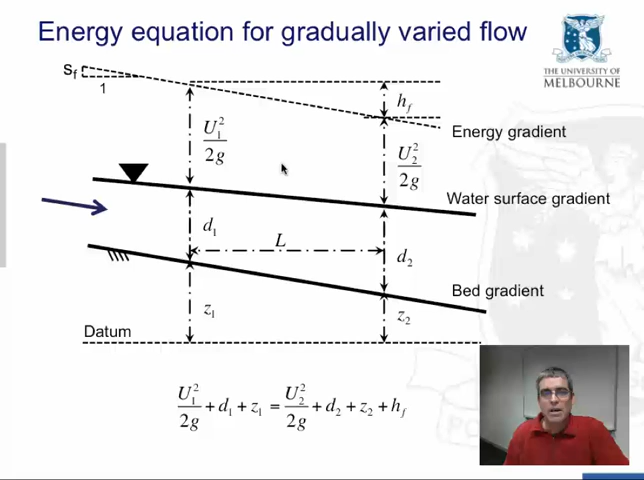 Energy equation for gradually varied flow
THE UNIVERSITY OF
MELBOURNE
S_f
1
h_f
Energy gradient
U_1^2
2g
U_2^2
2g
Water surface gradient
d_1
L
d_2
Bed gradient
z_1
z_2
Datum
U_1^2/2g + d_1 + z_1 = U_2^2/2g + d_2 + z_2 + h_f